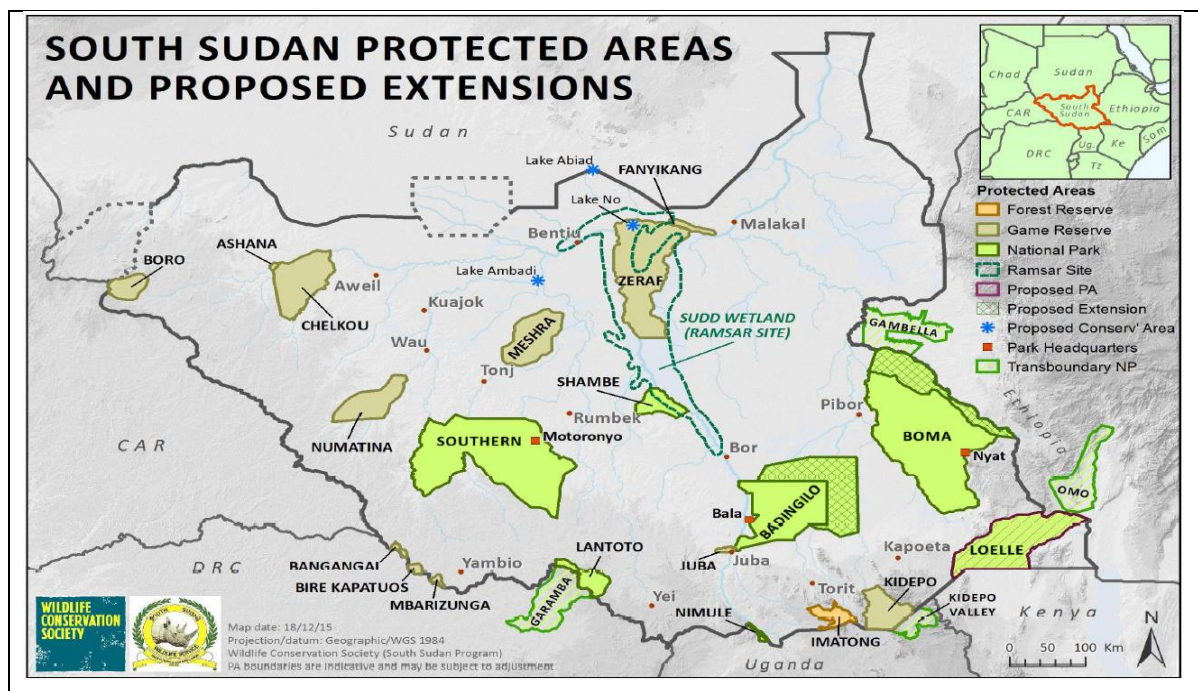 SOUTH SUDAN PROTECTED AREAS
AND PROPOSED EXTENSIONS
Chad
Sudan
CAR
South
Sudan
Ethiopia
DRC
Ug.
Ke
Som
Tz
Sudan
Lake Abiad
FANYIKANG
Lake No
Malakal
Bentiu
ASHANA
BORO
Aweil
Lake Ambadi
ZERAF
CHELKOU
Kuajok
MESHRA
SUDD WETLAND
(RAMSAR SITE)
Wau
Tonj
SHAMBE
GAMBELLA
Ethiopia
Pibor
Rumbek
NUMATINA
SOUTHERN
Motoronyo
BOMA
Nyat
CAR
Bor
OMO
Bala
BADINGILO
LOELLE
JUBA
Juba
Kapoeta
LANTOTO
BANGANGAI
DRC
Yambio
BIRE KAPATUOS
MBARIZUNGA
GARAMBA
Yei
NIMULE
Torit
KIDEPO
KIDEPO
VALLEY
IMATONG
Kenya
Uganda
Protected Areas
Forest Reserve
Game Reserve
National Park
Ramsar Site
Proposed PA
Proposed Extension
Proposed Conserv' Area
Park Headquarters
Transboundary NP
WILDLIFE
CONSERVATION
SOCIETY
SOUTH SUDAN
WILDLIFE SERVICE
Map date: 18/12/15
Projection/datum: Geographic/WGS 1984
Wildlife Conservation Society (South Sudan Program)
PA boundaries are indicative and may be subject to adjustment
N
0 50 100 Km